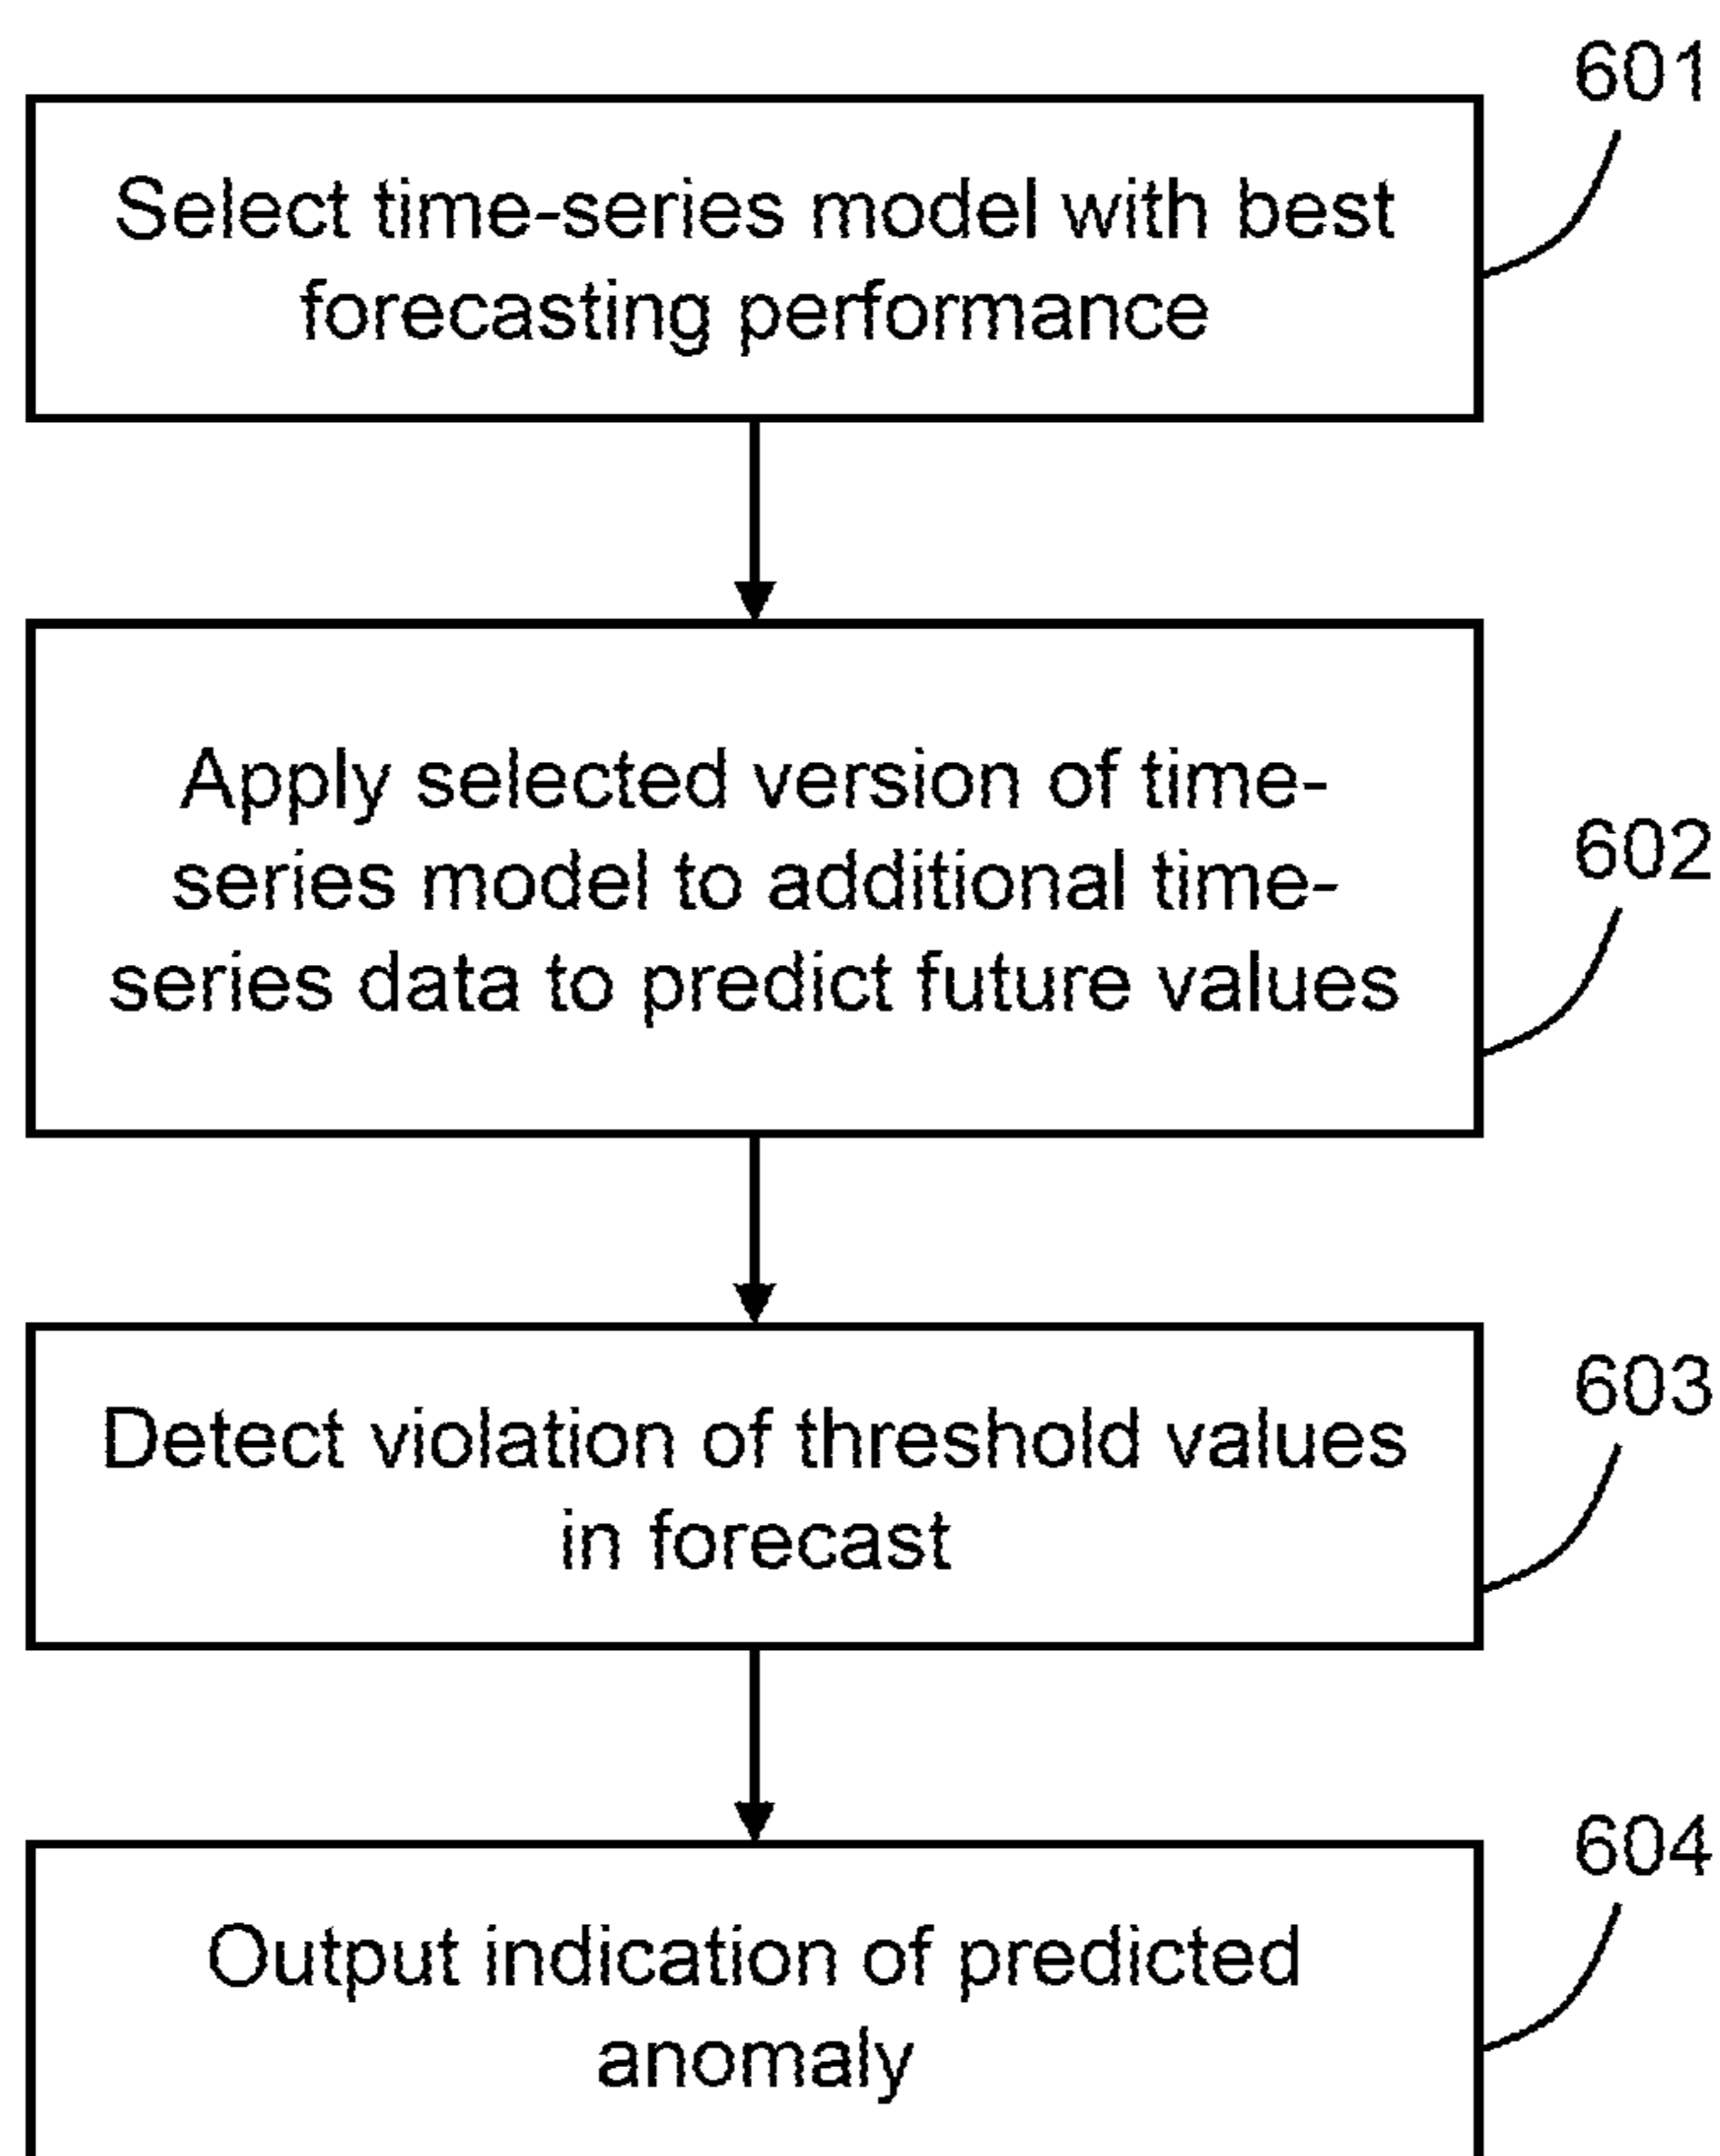 601
Select time-series model with best
forecasting performance
Apply selected version of time-
series model to additional time-
series data to predict future values
602
Detect violation of threshold values
in forecast
603
Output indication of predicted
anomaly
604